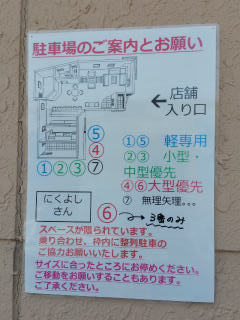 駐車場のご案内とお願い
←店舗
入り口
⑤
④
①②③⑦
①⑤ 軽専用
②③ 小型・
中型優先
④⑥大型優先
⑦ 無理矢理。
にくよし
さん
⑥
→3番のみ
スペースが限られています。
乗り合わせ、枠内に整列駐車の
ご協力お願いいたします。
サイズに合ったところにお停めください。
ご移動をお願いすることもあります。
ご了承ください。